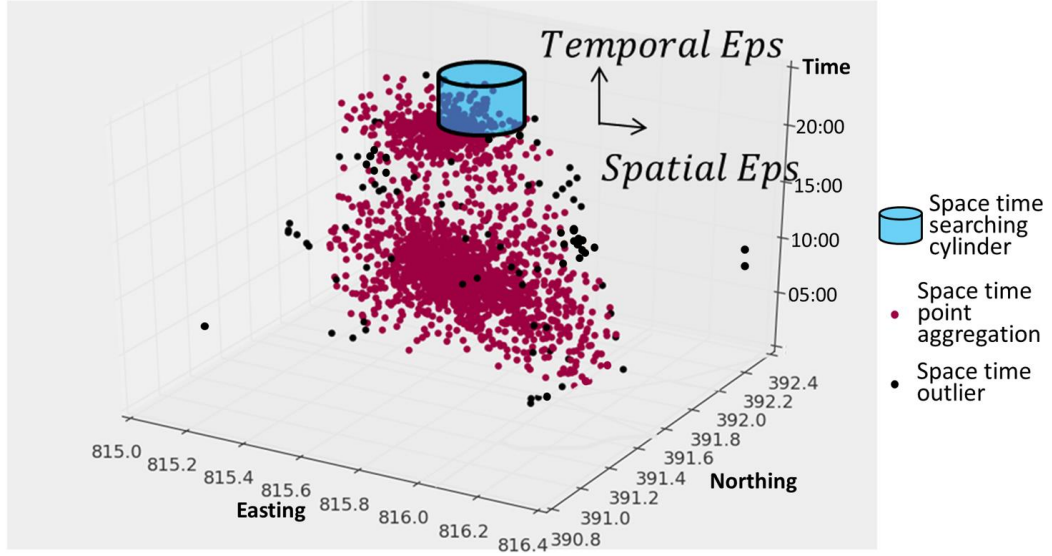 Temporal Eps
Time
20:00
Spatial Eps
15:00
10:00
05:00
Space time
searching
cylinder
Space time
point
aggregation
Space time
outlier
392.4
392.2
392.0
391.8
391.6
391.4
391.2
391.0
390.8
Northing
815.0
815.2
815.4
815.6
815.8
816.0
816.2
816.4
Easting